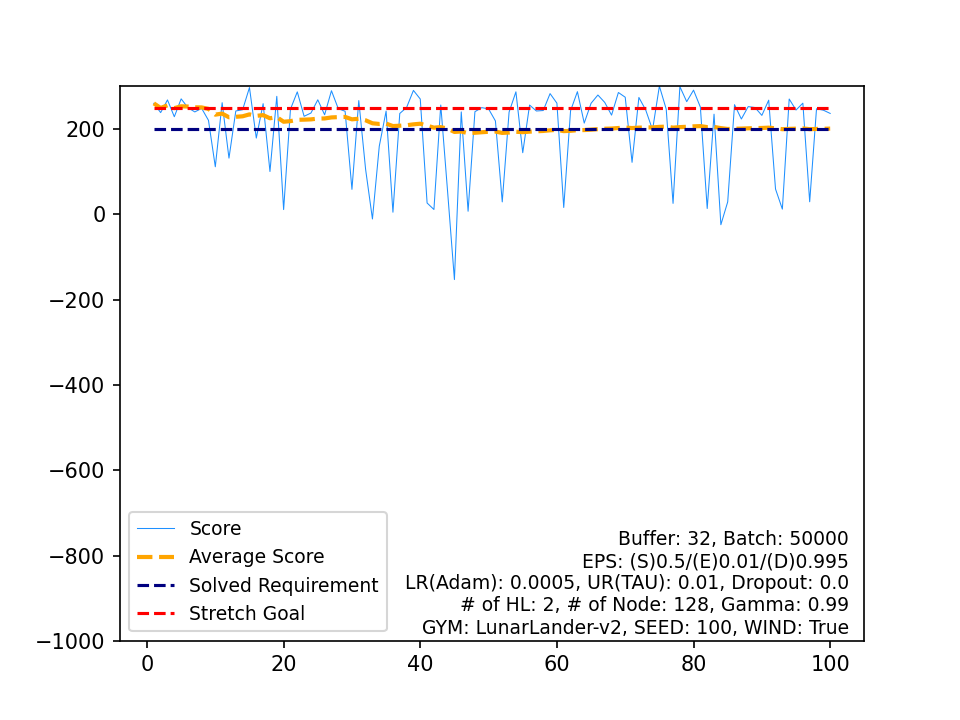 200
0
−200
−400
−600
−800
−1000
0
20
40
60
80
100
Score
Average Score
Solved Requirement
Stretch Goal
Buffer: 32, Batch: 50000
EPS: (S)0.5/(E)0.01/(D)0.995
LR(Adam): 0.0005, UR(TAU): 0.01, Dropout: 0.0
# of HL: 2, # of Node: 128, Gamma: 0.99
GYM: LunarLander-v2, SEED: 100, WIND: True